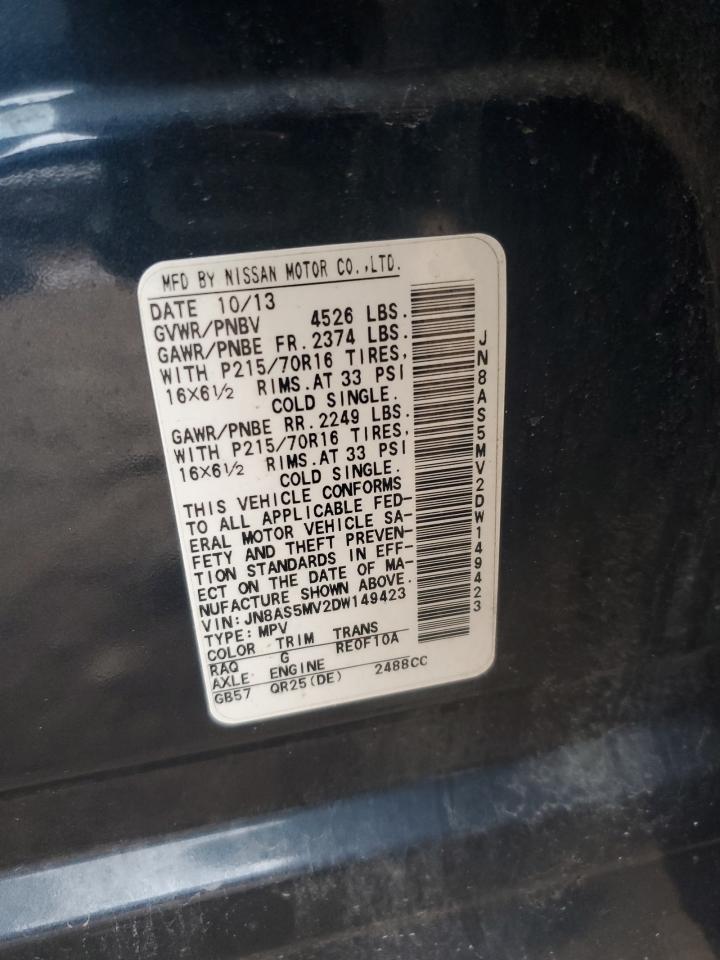 MFD BY NISSAN MOTOR CO.,LTD.
DATE 10/13
GVWR/PNBV 4526 LBS.
GAWR/PNBE FR.2374 LBS.
WITH P215/70R16 TIRES,
16X6½ RIMS.AT 33 PSI
COLD SINGLE.
GAWR/PNBE RR.2249 LBS.
WITH P215/70R16 TIRES,
16X6½ RIMS.AT 33 PSI
COLD SINGLE.
THIS VEHICLE CONFORMS
TO ALL APPLICABLE FED-
ERAL MOTOR VEHICLE SA-
FETY AND THEFT PREVEN-
TION STANDARDS IN EFF-
ECT ON THE DATE OF MA-
NUFACTURE SHOWN ABOVE.
VIN:JN8AS5MV2DW149423
TYPE:MPV
COLOR TRIM TRANS
RAQ G RE0F10A
AXLE ENGINE
GB57 QR25(DE) 2488CC
JN8AS5MV2DW149423